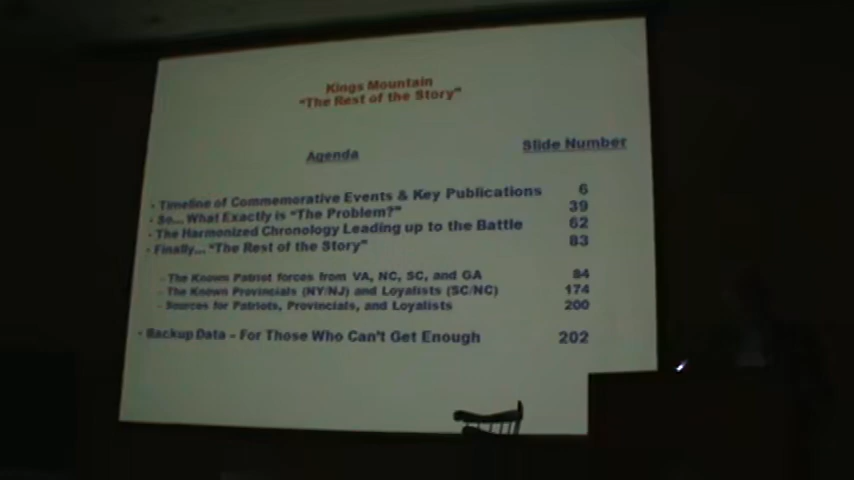 Kings Mountain
"The Rest of the Story"
Agenda Slide Number
- Timeline of Commemorative Events & Key Publications 6
- So... What Exactly is "The Problem?" 39
- The Harmonized Chronology Leading up to the Battle 62
- Finally... "The Rest of the Story" 83
- The Known Patriot forces from VA, NC, SC, and GA 84
- The Known Provincials (NY/NJ) and Loyalists (SC/NC) 174
- Sources for Patriots, Provincials, and Loyalists 200
- Backup Data – For Those Who Can't Get Enough 202